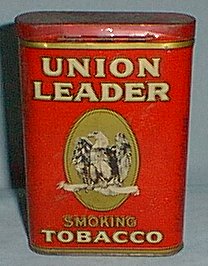 UNION
LEADER
SMOKING
TOBACCO